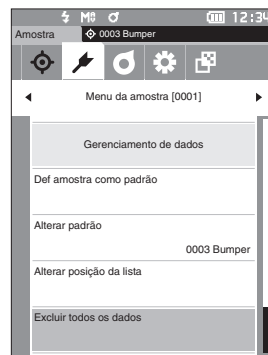 M0 12:34
Amostra 0003 Bumper
Menu da amostra [0001]
Gerenciamento de dados
Def amostra como padrão
Alterar padrão
0003 Bumper
Alterar posição da lista
Excluir todos os dados